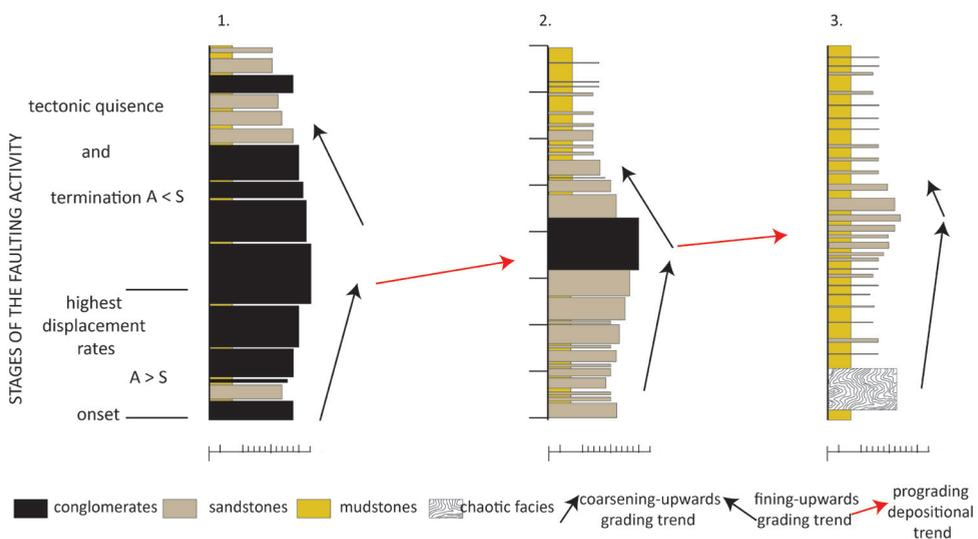 1.
2.
3.
STAGES OF THE FAULTING ACTIVITY
tectonic quisence
and
termination A < S
highest
displacement
rates
A > S
onset
conglomerates
sandstones
mudstones
chaotic facies
coarsening-upwards
grading trend
fining-upwards
grading trend
prograding
depositional
trend